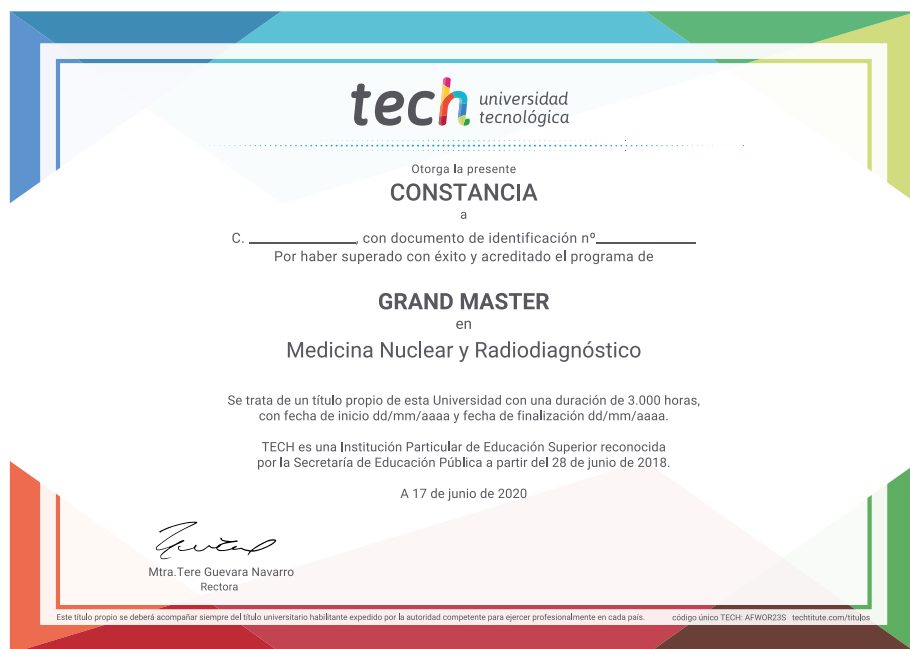 tech universidad
tecnológica
Otorga la presente
CONSTANCIA
a
C. ____________, con documento de identificación nº____________
Por haber superado con éxito y acreditado el programa de
GRAND MASTER
en
Medicina Nuclear y Radiodiagnóstico
Se trata de un título propio de esta Universidad con una duración de 3.000 horas,
con fecha de inicio dd/mm/aaaa y fecha de finalización dd/mm/aaaa.
TECH es una Institución Particular de Educación Superior reconocida
por la Secretaría de Educación Pública a partir del 28 de junio de 2018.
A 17 de junio de 2020
Mtra.Tere Guevara Navarro
Rectora
Este título propio se deberá acompañar siempre del título universitario habilitante expedido por la autoridad competente para ejercer profesionalmente en cada país. código único TECH: AFWOR23S techtitute.com/titulos